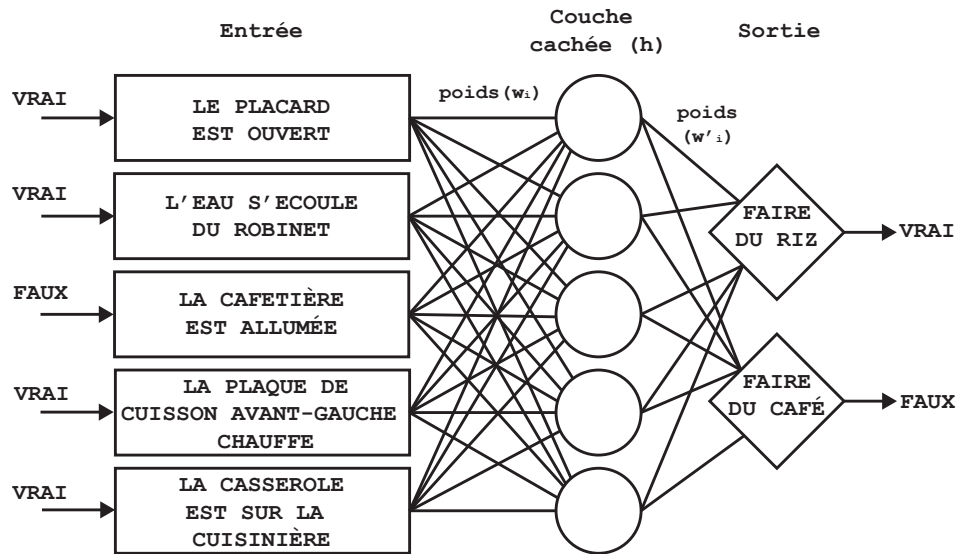 Entrée
Couche
cachée (h)
Sortie
poids(wᵢ)
poids
(w'ᵢ)
VRAI
LE PLACARD
EST OUVERT
VRAI
L'EAU S'ECOULE
DU ROBINET
FAUX
LA CAFETIÈRE
EST ALLUMÉE
VRAI
LA PLAQUE DE
CUISSON AVANT-GAUCHE
CHAUFFE
VRAI
LA CASSEROLE
EST SUR LA
CUISINIÈRE
FAIRE
DU RIZ
VRAI
FAIRE
DU CAFÉ
FAUX